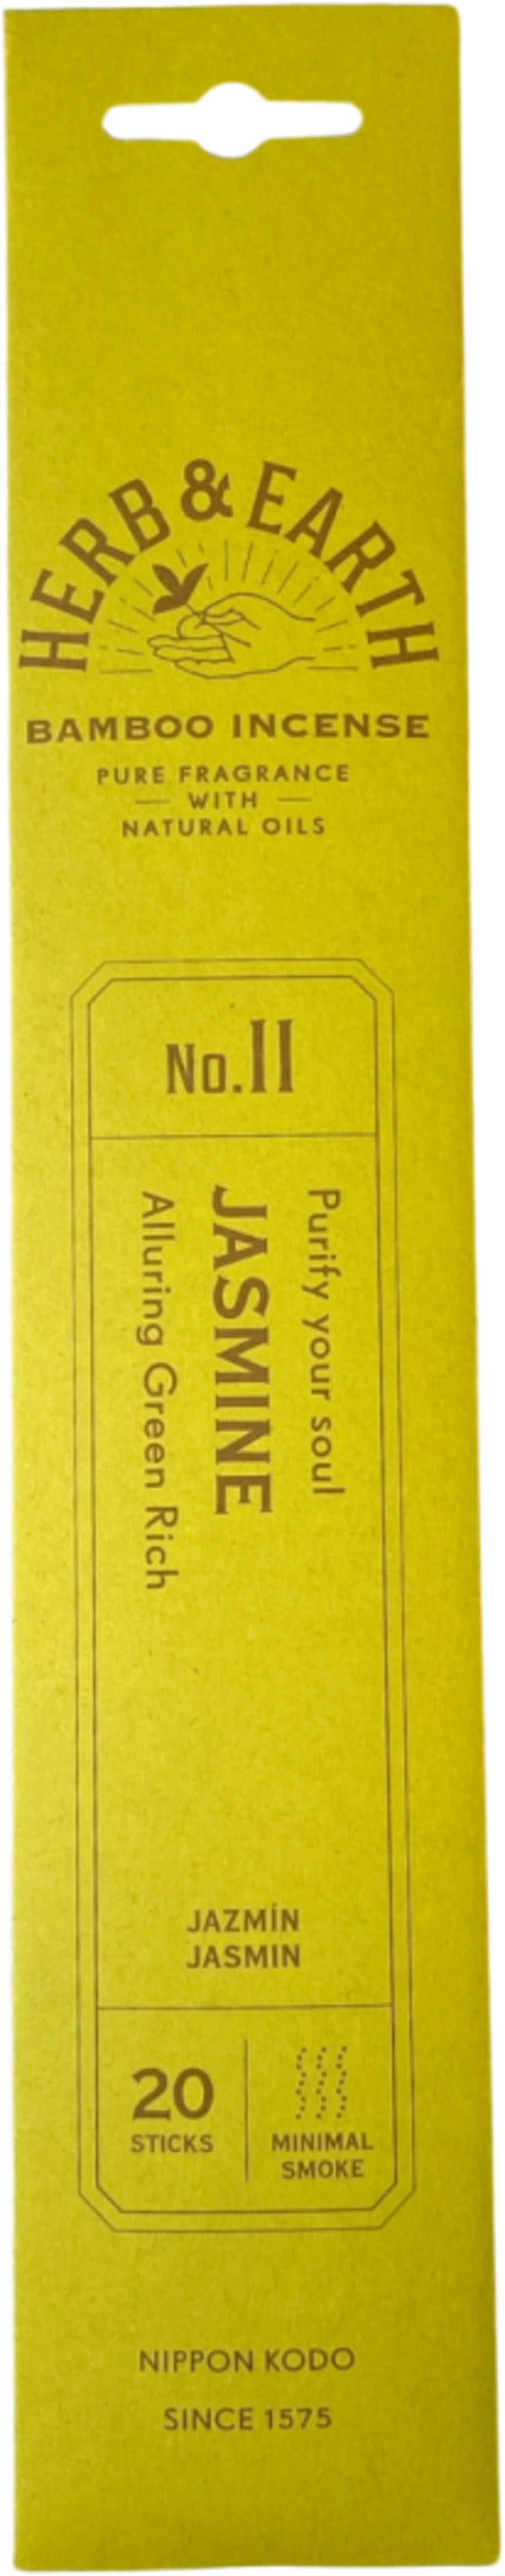 HERB & EARTH
BAMBOO INCENSE
PURE FRAGRANCE
— WITH —
NATURAL OILS
No.11
Purify your soul
JASMINE
Alluring Green Rich
JAZMÍN
JASMIN
20
STICKS
MINIMAL
SMOKE
NIPPON KODO
SINCE 1575